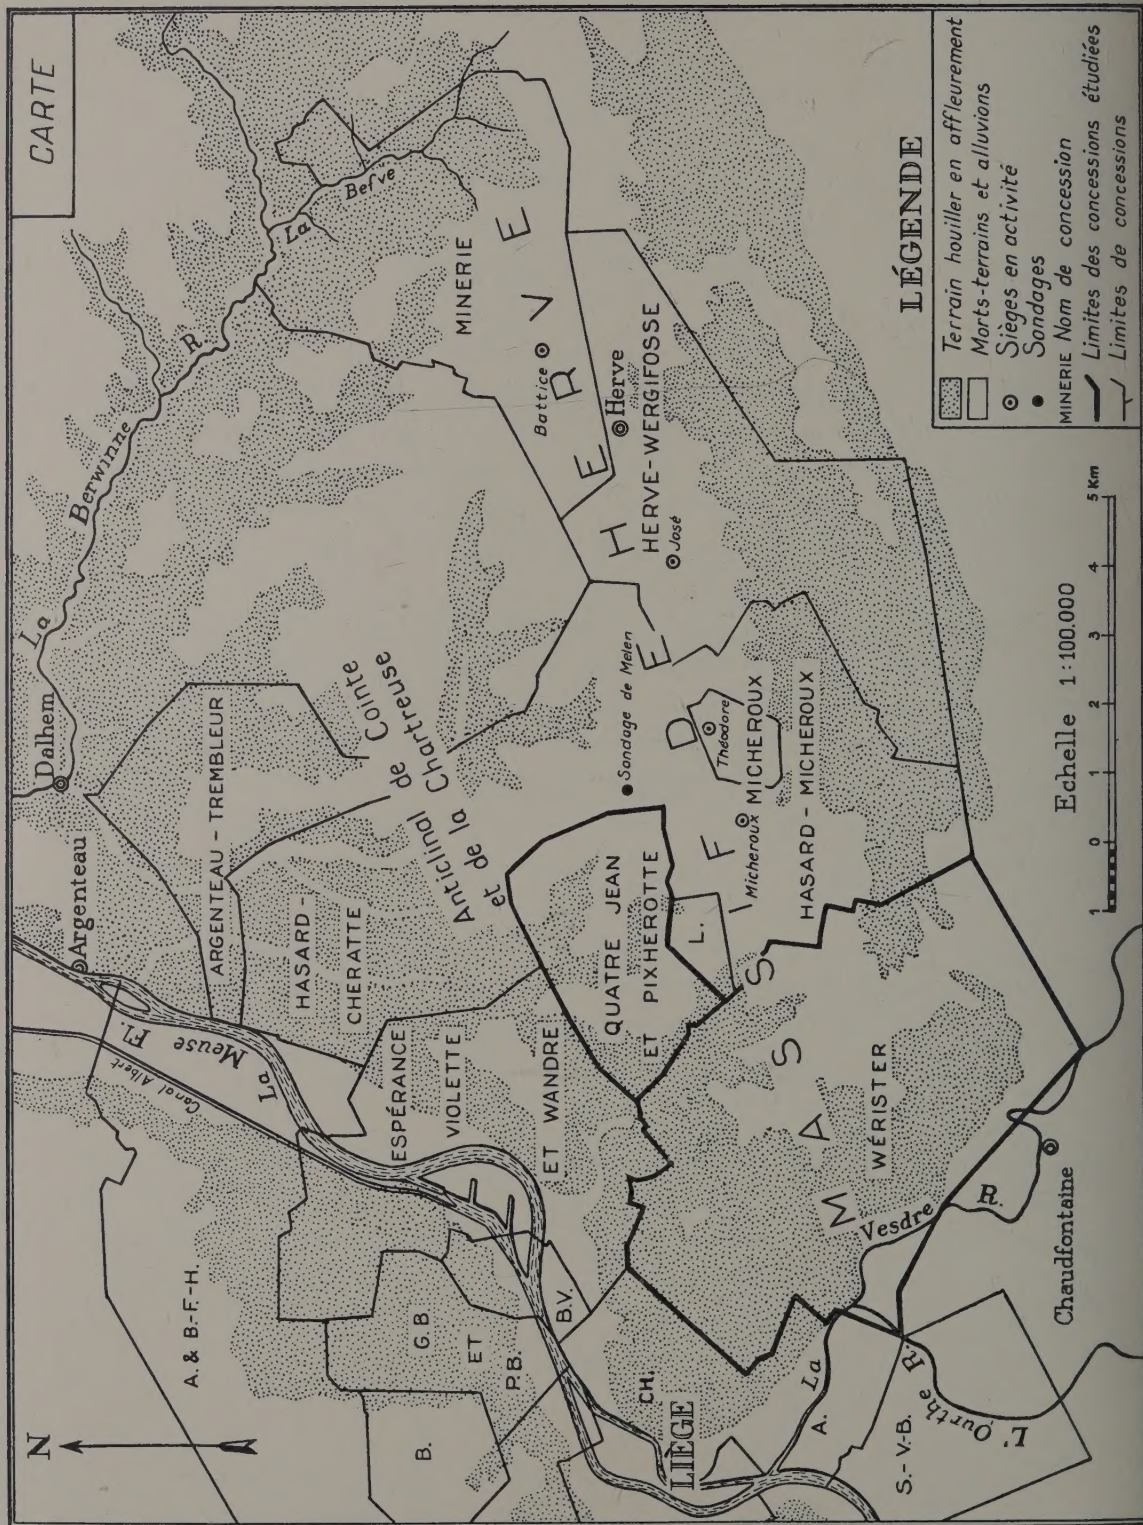 CARTE
N
A. & B.-F.-H.
G.B
ET
P.B.
B.
B.V.
CH.
LIÈGE
A.
S.-V.-B.
La
L'Ourthe R.
Vesdre
R.
Chaudfontaine
Canal Albert
La Meuse Fl.
Argenteau
Dalhem
La Berwinne R
La Befve
ARGENTEAU - TREMBLEUR
HASARD -
CHERATTE
ESPÉRANCE
VIOLETTE
ET WANDRE
Anticlinal de Cointe
et de la Chartreuse
QUATRE JEAN
ET PIXHEROTTE
L.
Sondage de Melen
MASSIF DE HERVE
MINERIE
Battice
Herve
HERVE-WERGIFOSSE
José
Théodore
MICHEROUX
Micheroux
HASARD - MICHEROUX
WÉRISTER
LÉGENDE
Terrain houiller en affleurement
Morts-terrains et alluvions
Sièges en activité
Sondages
MINERIE Nom de concession
Limites des concessions étudiées
Limites de concessions
Echelle 1:100.000
1 0 1 2 3 4 5 Km